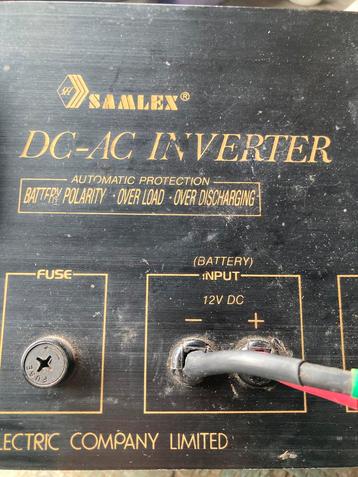 SAMLEX®
DC-AC INVERTER
AUTOMATIC PROTECTION
BATTERY POLARITY · OVER LOAD · OVER DISCHARGING
FUSE
(BATTERY)
INPUT
12V DC
− +
FUSE
ELECTRIC COMPANY LIMITED